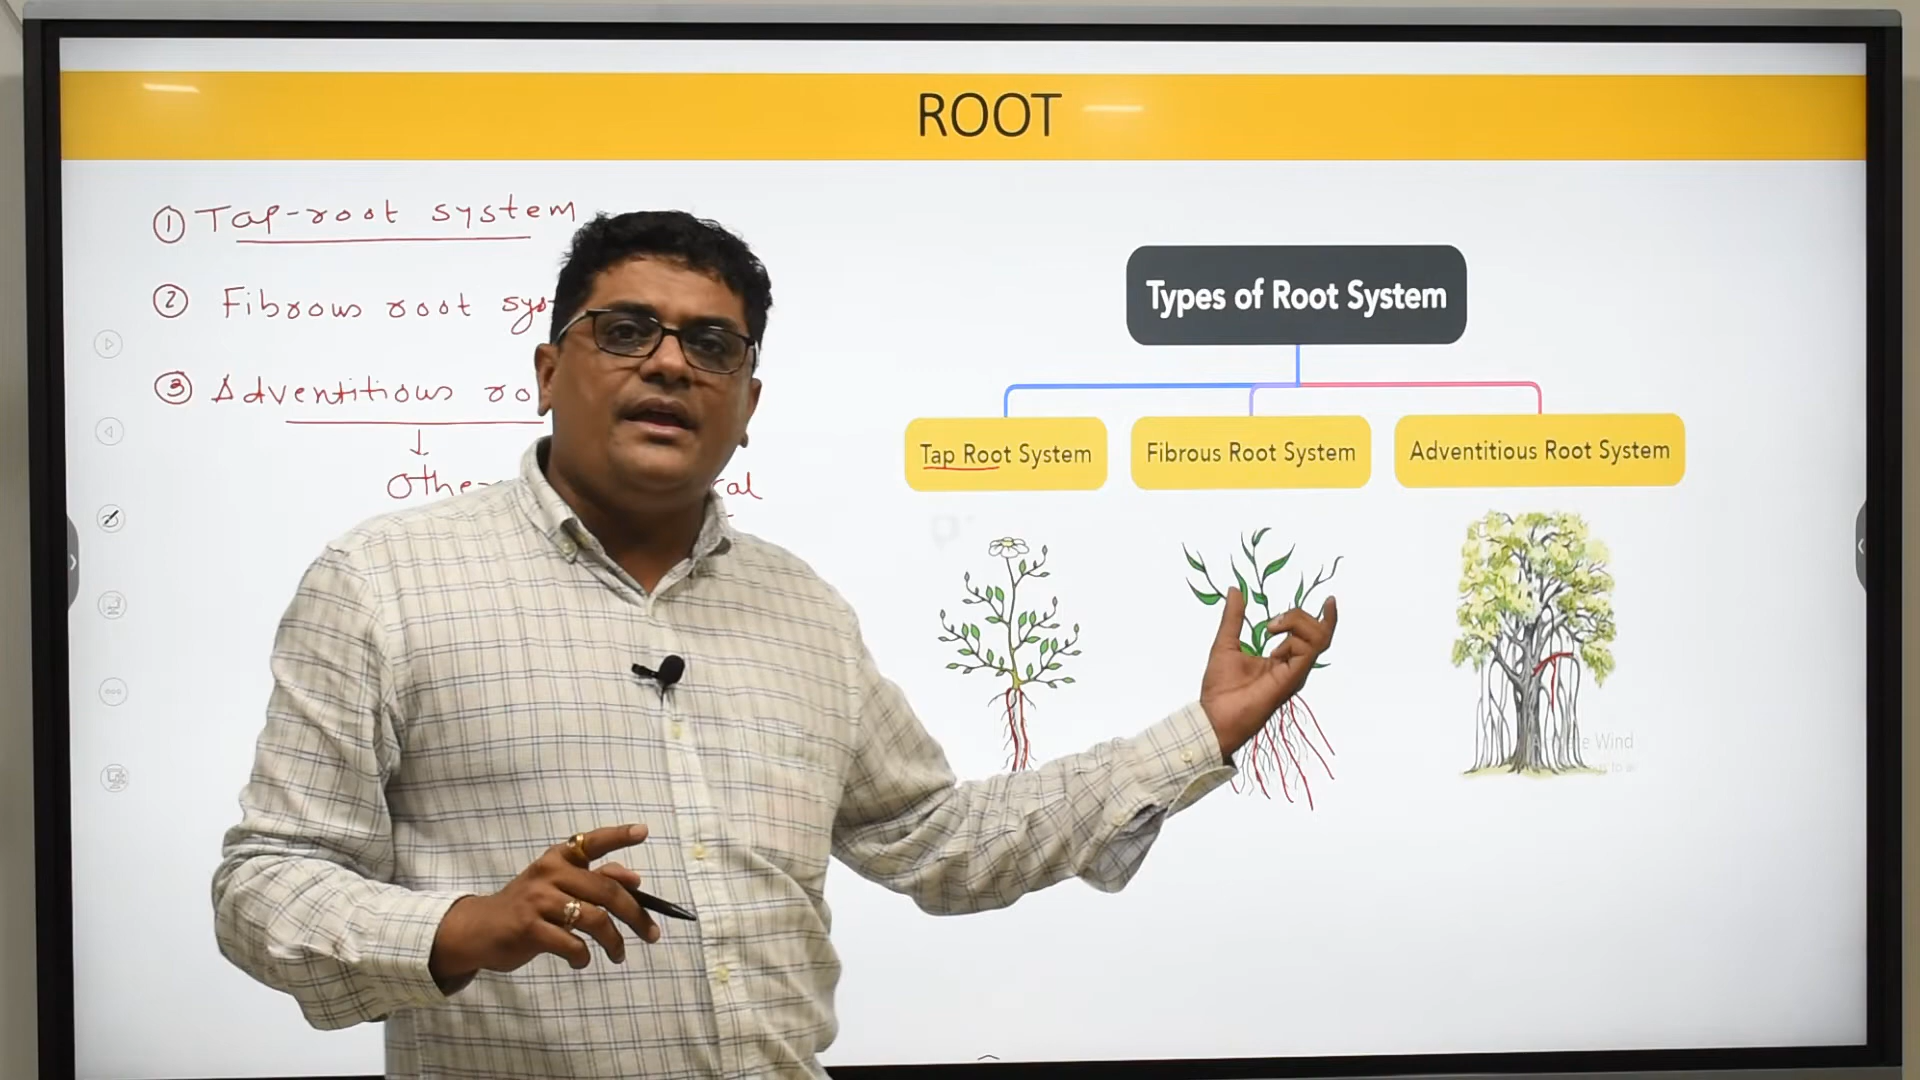 ROOT
① Tap-root system
② Fibrous root
③ Adventitious
Types of Root System
Tap Root System
Fibrous Root System
Adventitious Root System